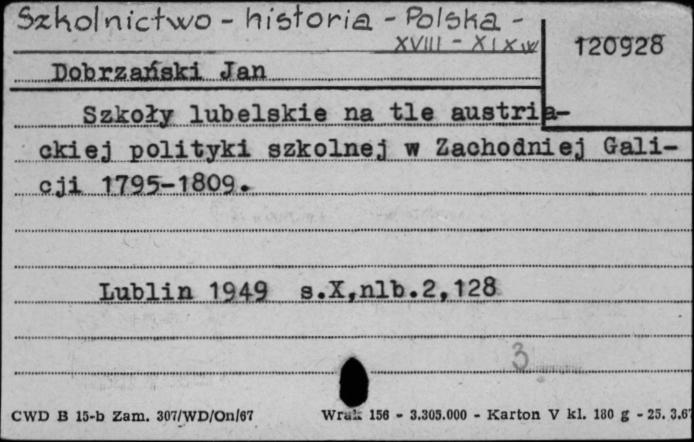 Szkolnictwo - historia - Polska -
XVIII - XIX w
120928
Dobrzański Jan
Szkoły lubelskie na tle austria-
ckiej polityki szkolnej w Zachodniej Gali-
cji 1795-1809.
Lublin 1949 s.X,nlb.2,128
3
CWD B 15-b Zam. 307/WD/On/67 Wrak 156 - 3.305.000 - Karton V kl. 180 g - 25. 3.67